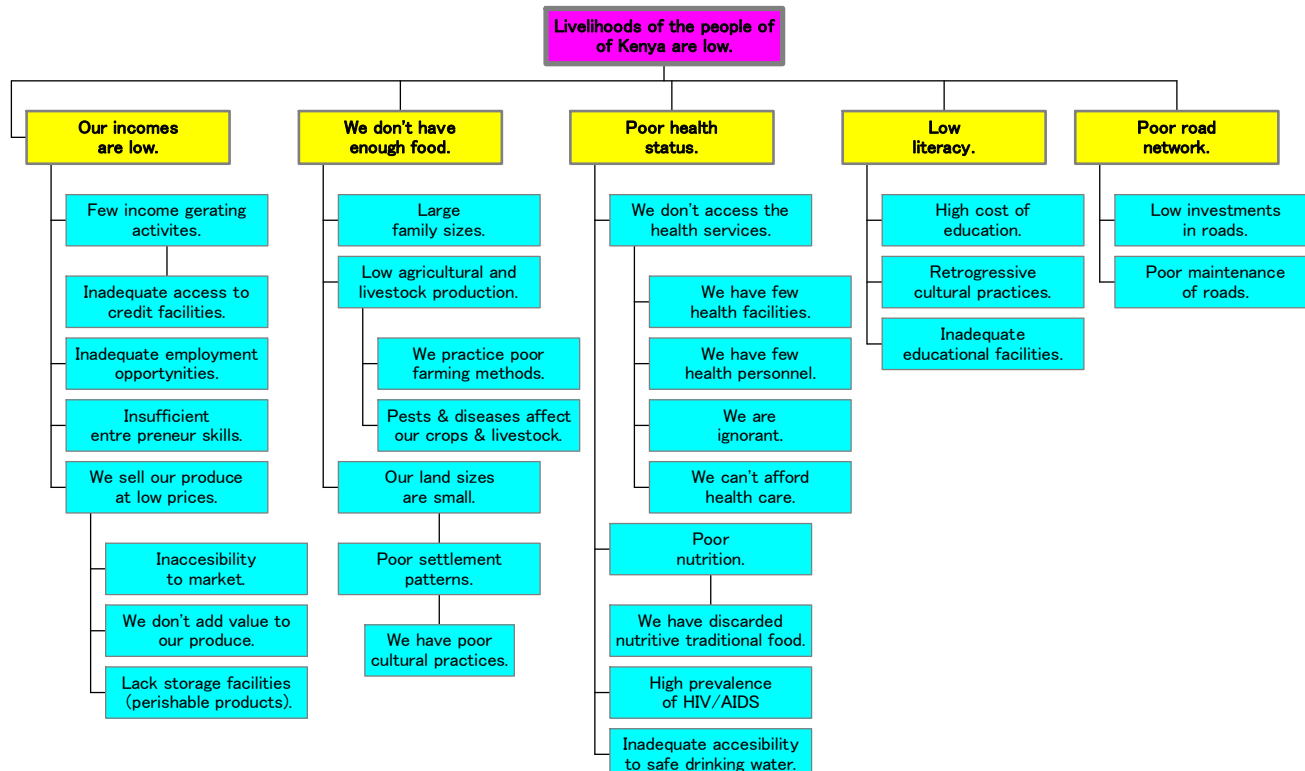 Livelihoods of the people of
of Kenya are low.
Our incomes
are low.
Few income gerating
activites.
Inadequate access to
credit facilities.
Inadequate employment
opportynities.
Insufficient
entre preneur skills.
We sell our produce
at low prices.
Inaccesibility
to market.
We don't add value to
our produce.
Lack storage facilities
(perishable products).
We don't have
enough food.
Large
family sizes.
Low agricultural and
livestock production.
We practice poor
farming methods.
Pests & diseases affect
our crops & livestock.
Our land sizes
are small.
Poor settlement
patterns.
We have poor
cultural practices.
Poor health
status.
We don't access the
health services.
We have few
health facilities.
We have few
health personnel.
We are
ignorant.
We can't afford
health care.
Poor
nutrition.
We have discarded
nutritive traditional food.
High prevalence
of HIV/AIDS
Inadequate accesibility
to safe drinking water.
Low
literacy.
High cost of
education.
Retrogressive
cultural practices.
Inadequate
educational facilities.
Poor road
network.
Low investments
in roads.
Poor maintenance
of roads.